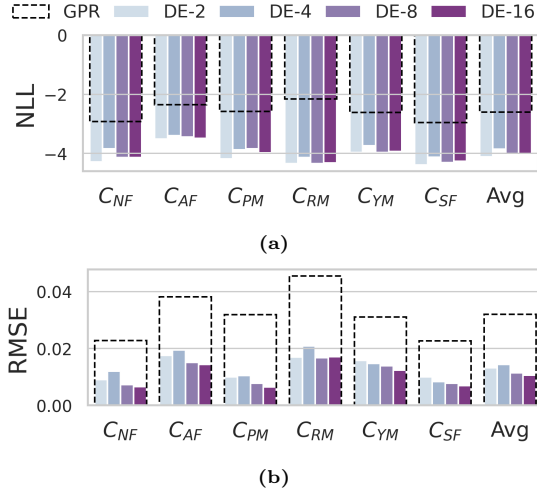 GPR DE-2 DE-4 DE-8 DE-16
NLL
0
−2
−4
C_NF C_AF C_PM C_RM C_YM C_SF Avg
(a)
RMSE
0.04
0.02
0.00
C_NF C_AF C_PM C_RM C_YM C_SF Avg
(b)